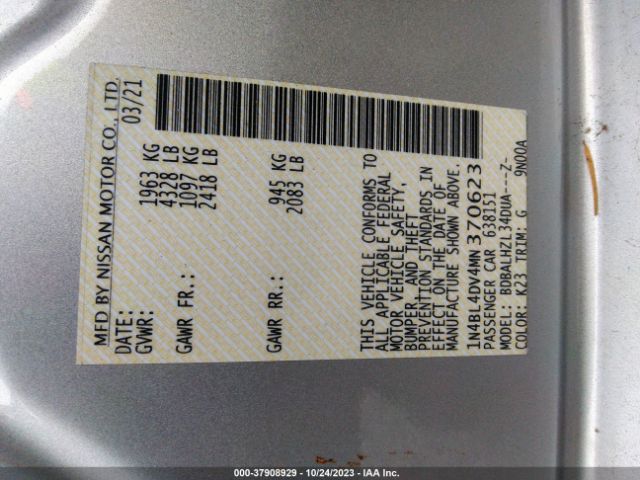 MFD BY NISSAN MOTOR CO., LTD.
DATE: 03/21
GVWR: 1963 KG
4328 LB
GAWR FR.: 1097 KG
2418 LB
GAWR RR.: 945 KG
2083 LB
THIS VEHICLE CONFORMS TO
ALL APPLICABLE FEDERAL
MOTOR VEHICLE SAFETY,
BUMPER, AND THEFT
PREVENTION STANDARDS IN
EFFECT ON THE DATE OF
MANUFACTURE SHOWN ABOVE.
1N4BL4DV4MN370623
PASSENGER CAR 638151
MODEL: BDBALHZL34DUA----Z-
COLOR: K23 TRIM: G 9N00A
000-37908929 - 10/24/2023 - IAA Inc.